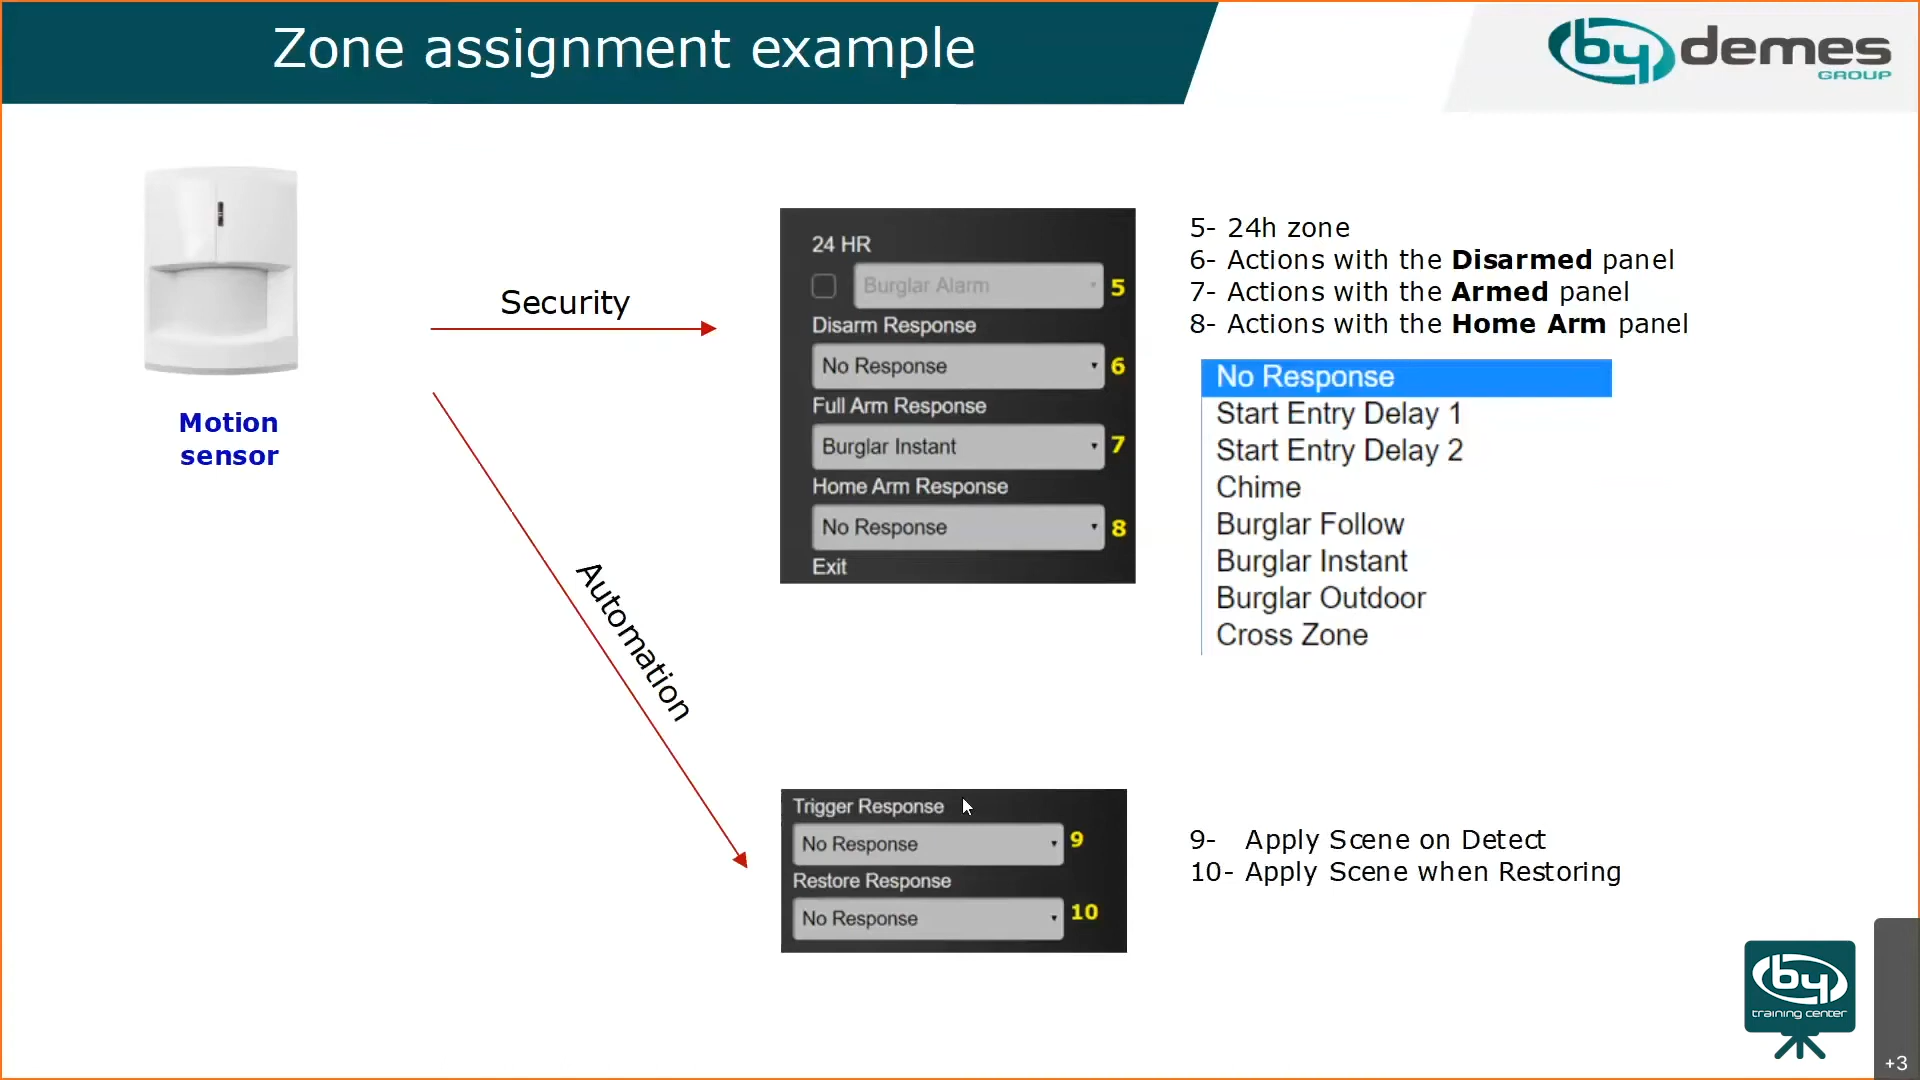 Zone assignment example
by demes
GROUP
Motion
sensor
Security
Automation
24 HR
Burglar Alarm 5
Disarm Response
No Response 6
Full Arm Response
Burglar Instant 7
Home Arm Response
No Response 8
Exit
5- 24h zone
6- Actions with the Disarmed panel
7- Actions with the Armed panel
8- Actions with the Home Arm panel
No Response
Start Entry Delay 1
Start Entry Delay 2
Chime
Burglar Follow
Burglar Instant
Burglar Outdoor
Cross Zone
Trigger Response
No Response 9
Restore Response
No Response 10
9- Apply Scene on Detect
10- Apply Scene when Restoring
by
training center
+3